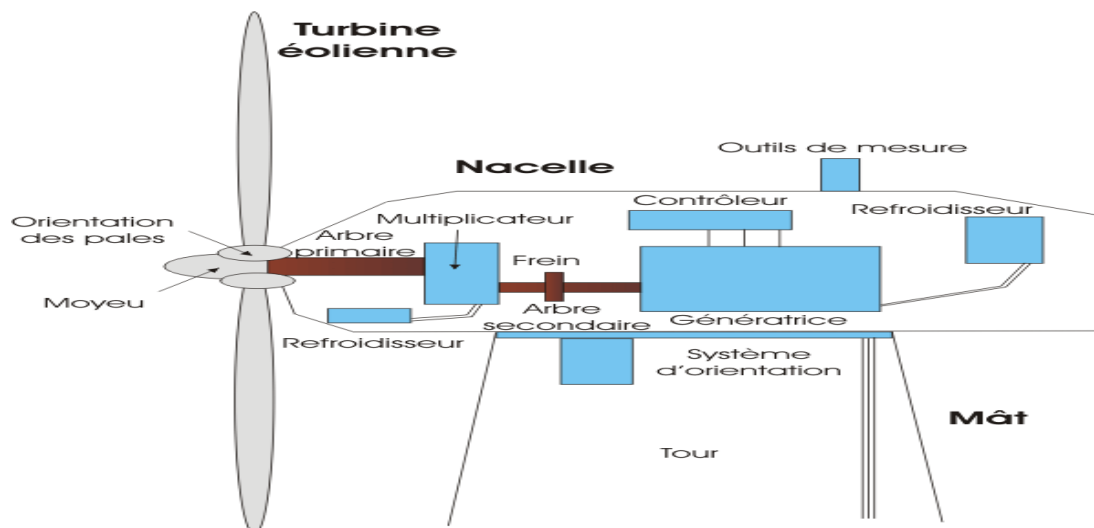 Turbine
éolienne
Outils de mesure
Nacelle
Contrôleur
Refroidisseur
Multiplicateur
Orientation
des pales
Arbre
primaire
Frein
Moyeu
Arbre
secondaire
Génératrice
Refroidisseur
Système
d'orientation
Mât
Tour